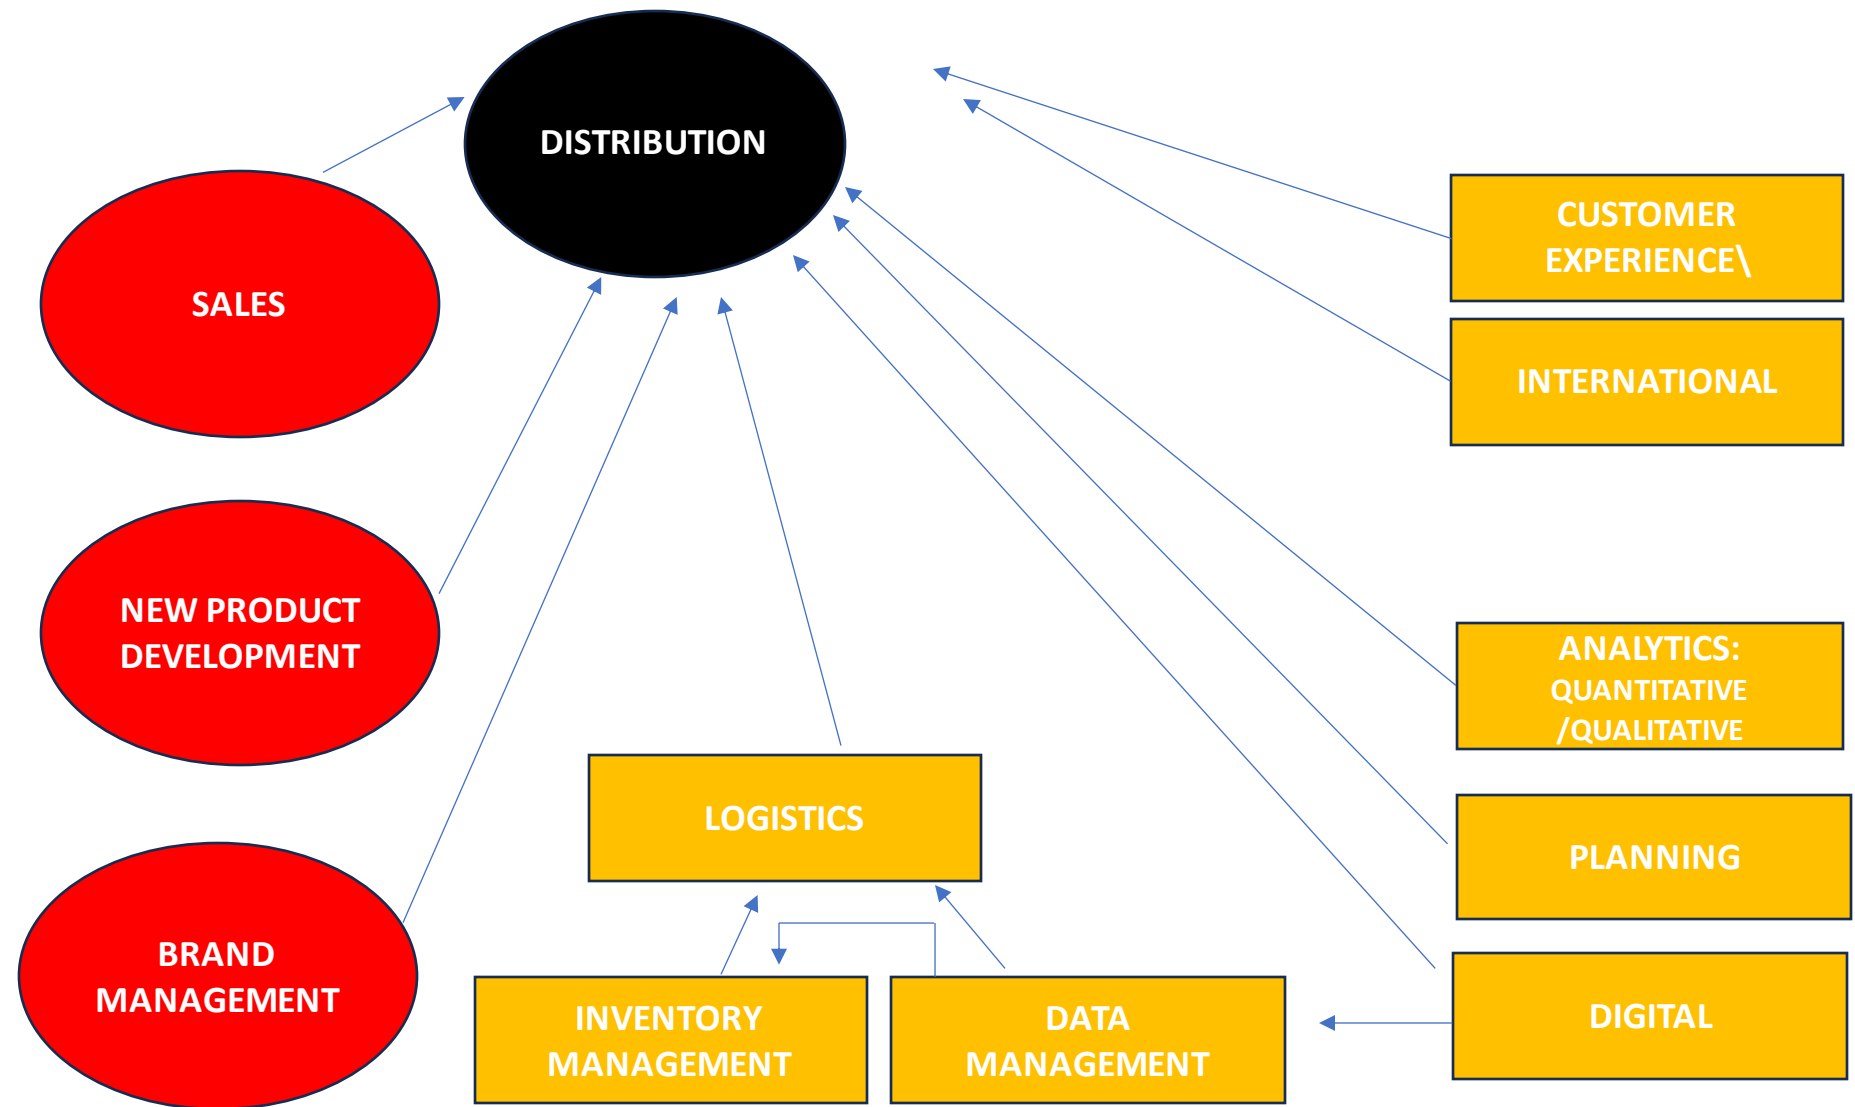 DISTRIBUTION
SALES
CUSTOMER
EXPERIENCE\
INTERNATIONAL
NEW PRODUCT
DEVELOPMENT
ANALYTICS:
QUANTITATIVE
/QUALITATIVE
LOGISTICS
PLANNING
BRAND
MANAGEMENT
INVENTORY
MANAGEMENT
DATA
MANAGEMENT
DIGITAL